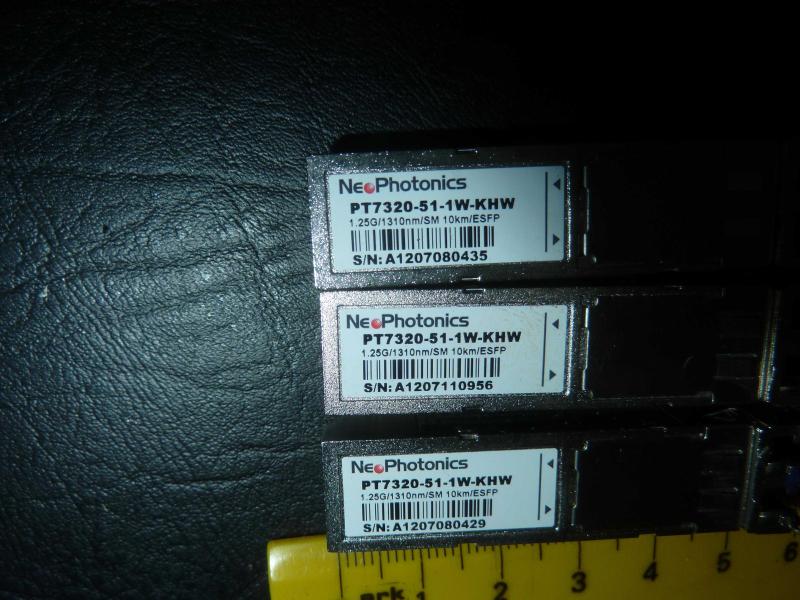 NeoPhotonics
PT7320-51-1W-KHW
1.25G/1310nm/SM 10km/ESFP
S/N: A1207080435
NeoPhotonics
PT7320-51-1W-KHW
1.25G/1310nm/SM 10km/ESFP
S/N: A1207110956
NeoPhotonics
PT7320-51-1W-KHW
1.25G/1310nm/SM 10km/ESFP
S/N: A1207080429
1 2 3 4 5 6